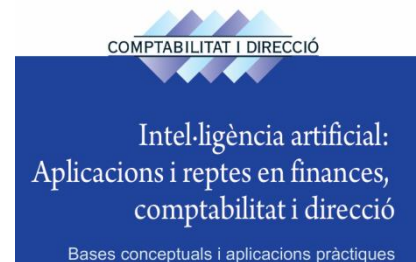 COMPTABILITAT I DIRECCIÓ
Intel·ligència artificial:
Aplicacions i reptes en finances,
comptabilitat i direcció
Bases conceptuals i aplicacions pràctiques